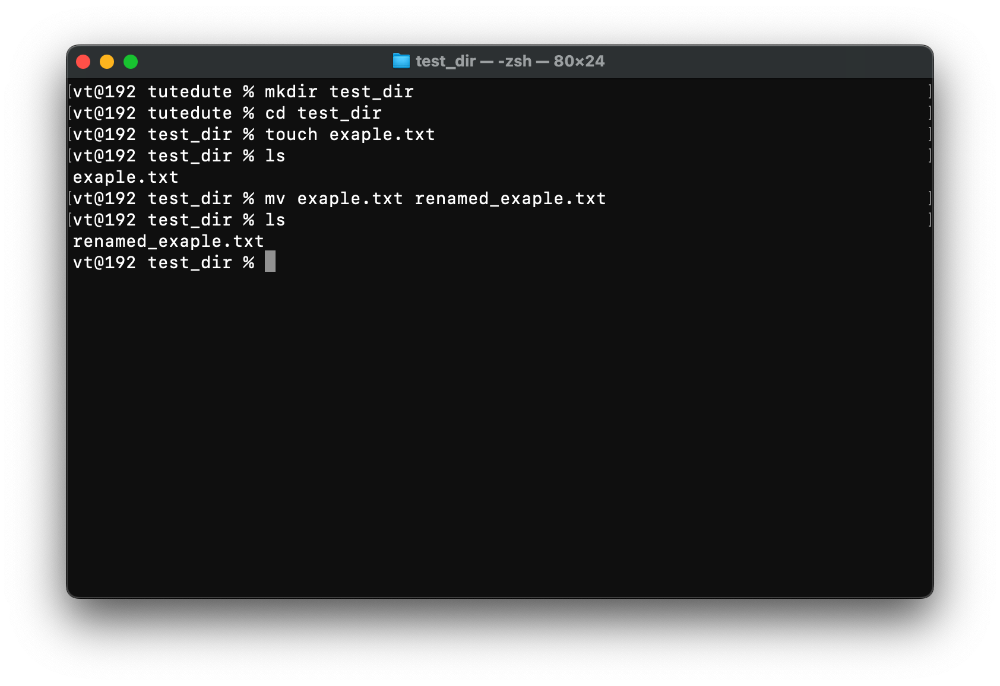 test_dir — -zsh — 80×24
[vt@192 tutedute % mkdir test_dir ]
[vt@192 tutedute % cd test_dir ]
[vt@192 test_dir % touch exaple.txt ]
[vt@192 test_dir % ls ]
exaple.txt
[vt@192 test_dir % mv exaple.txt renamed_exaple.txt ]
[vt@192 test_dir % ls ]
renamed_exaple.txt
vt@192 test_dir %